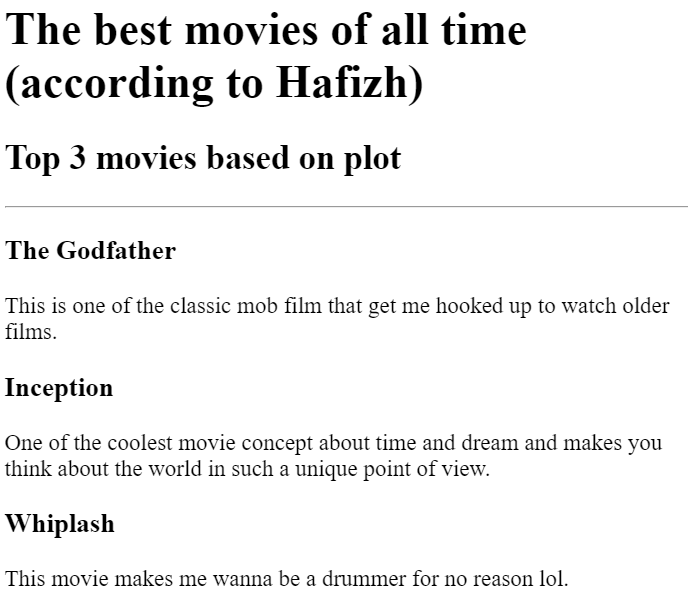 The best movies of all time
(according to Hafizh)
Top 3 movies based on plot
The Godfather
This is one of the classic mob film that get me hooked up to watch older
films.
Inception
One of the coolest movie concept about time and dream and makes you
think about the world in such a unique point of view.
Whiplash
This movie makes me wanna be a drummer for no reason lol.